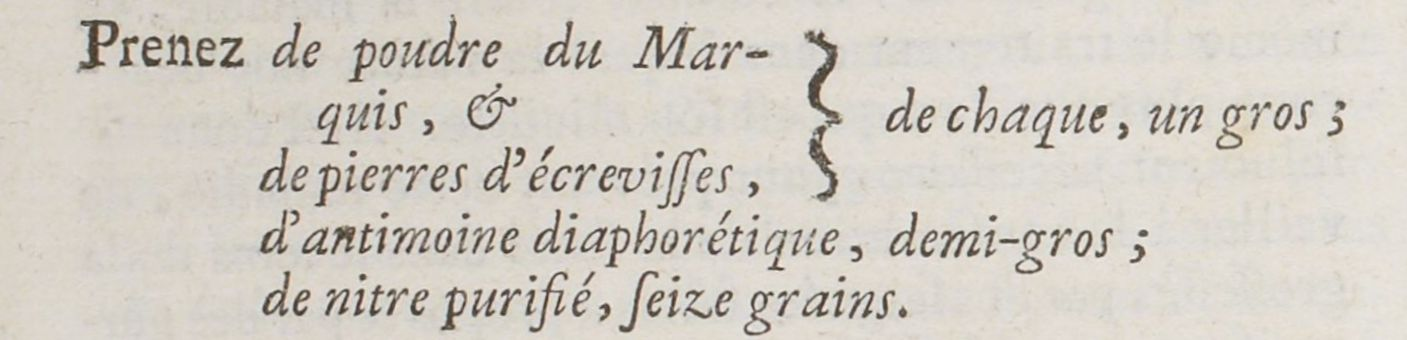 Prenez de poudre du Mar-
quis, & } de chaque, un gros ;
de pierres d'écreviſſes,
d'antimoine diaphorétique, demi-gros ;
de nitre purifié, ſeize grains.